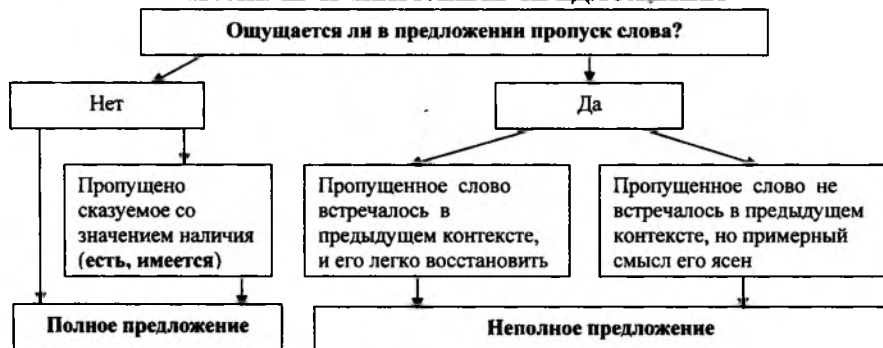 Ощущается ли в предложении пропуск слова?
Нет
Да
Пропущено
сказуемое со
значением наличия
(есть, имеется)
Пропущенное слово
встречалось в
предыдущем контексте,
и его легко восстановить
Пропущенное слово не
встречалось в предыдущем
контексте, но примерный
смысл его ясен
Полное предложение
Неполное предложение